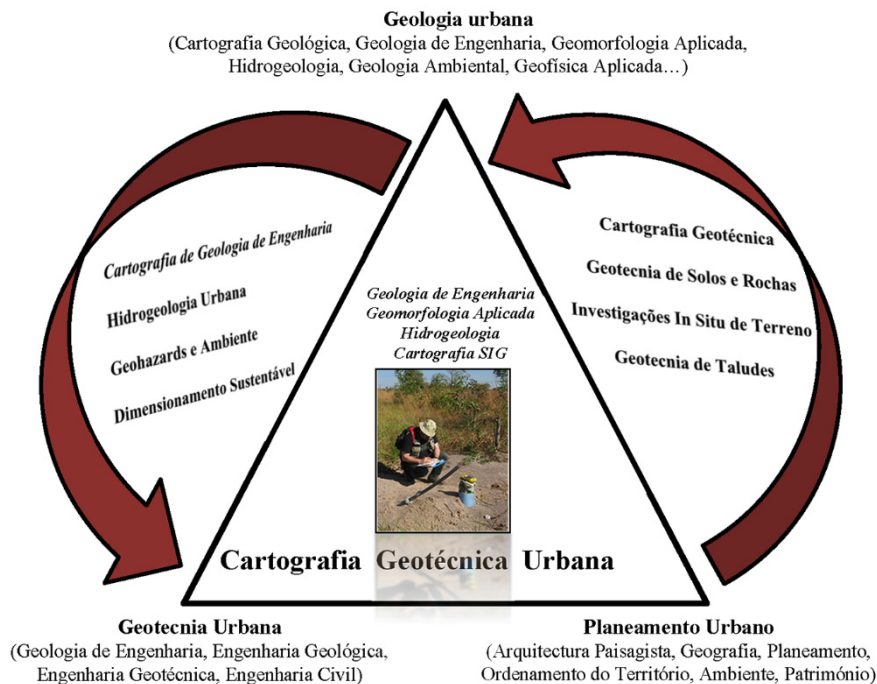 Geologia urbana
(Cartografia Geológica, Geologia de Engenharia, Geomorfologia Aplicada,
Hidrogeologia, Geologia Ambiental, Geofísica Aplicada…)
Cartografia de Geologia de Engenharia
Hidrogeologia Urbana
Geohazards e Ambiente
Dimensionamento Sustentável
Geologia de Engenharia
Geomorfologia Aplicada
Hidrogeologia
Cartografia SIG
Cartografia Geotécnica
Geotecnia de Solos e Rochas
Investigações In Situ de Terreno
Geotecnia de Taludes
Cartografia Geotécnica Urbana
Geotecnia Urbana
(Geologia de Engenharia, Engenharia Geológica,
Engenharia Geotécnica, Engenharia Civil)
Planeamento Urbano
(Arquitectura Paisagista, Geografia, Planeamento,
Ordenamento do Território, Ambiente, Património)